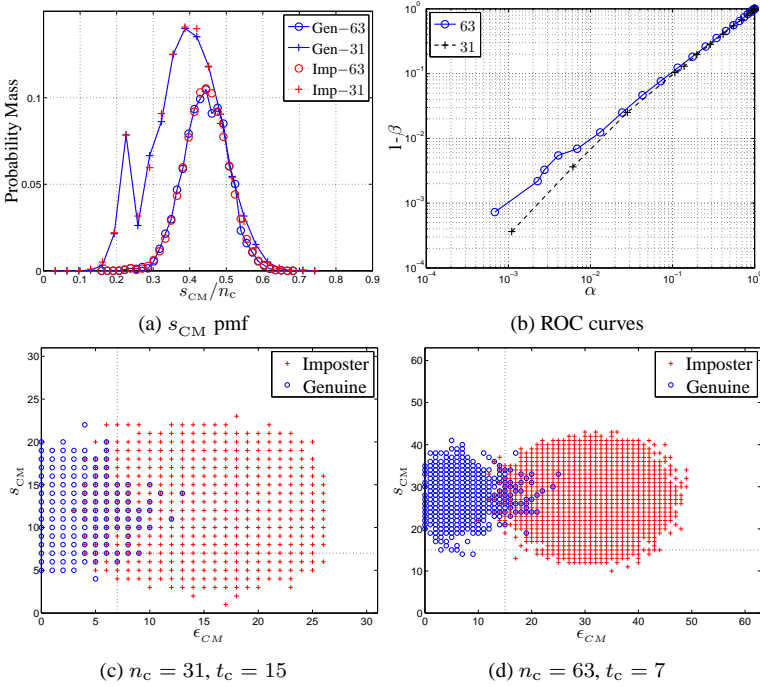 Probability Mass
0.1
0.05
0
0 0.1 0.2 0.3 0.4 0.5 0.6 0.7 0.8 0.9
s_CM/n_c
Gen−63
Gen−31
Imp−63
Imp−31
(a) s_CM pmf
1-β
10^0
10^−1
10^−2
10^−3
10^−4
10^−3 10^−2 10^−1 10^0
α
63
31
(b) ROC curves
s_CM
30
25
20
15
10
5
0
0 5 10 15 20 25 30
ϵ_CM
Imposter
Genuine
(c) n_c = 31, t_c = 15
s_CM
60
50
40
30
20
10
0
0 10 20 30 40 50 60
ϵ_CM
Imposter
Genuine
(d) n_c = 63, t_c = 7